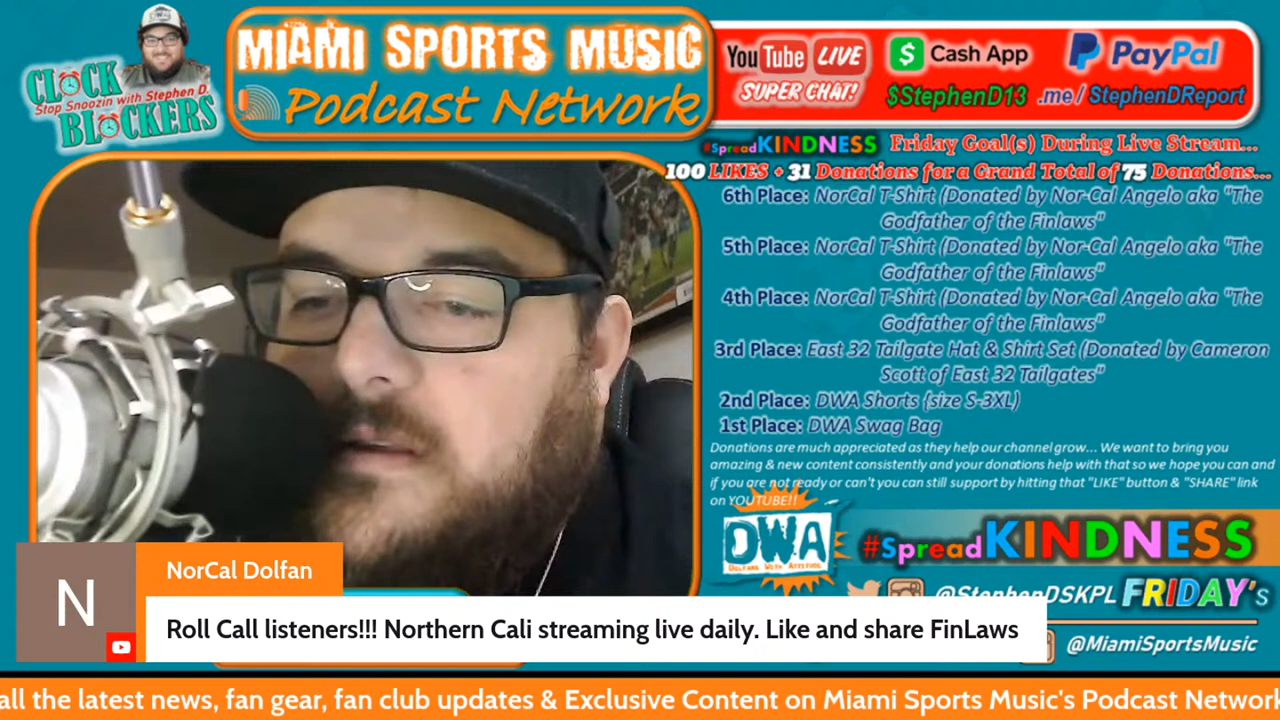 DWA
CLOCK
Stop Snoozin with Stephen D.
BLOCKERS
MIAMI SPORTS MUSIC
Podcast Network
YouTube LIVE
SUPER CHAT!
$ Cash App
$StephenD13
PayPal
.me/StephenDReport
#SpreadKINDNESS Friday Goal(s) During Live Stream...
100 LIKES + 31 Donations for a Grand Total of 75 Donations...
6th Place: NorCal T-Shirt (Donated by Nor-Cal Angelo aka "The
Godfather of the Finlaws"
5th Place: NorCal T-Shirt (Donated by Nor-Cal Angelo aka "The
Godfather of the Finlaws"
4th Place: NorCal T-Shirt (Donated by Nor-Cal Angelo aka "The
Godfather of the Finlaws"
3rd Place: East 32 Tailgate Hat & Shirt Set (Donated by Cameron
Scott of East 32 Tailgates"
2nd Place: DWA Shorts (size S-3XL)
1st Place: DWA Swag Bag
Donations are much appreciated as they help our channel grow... We want to bring you
amazing & new content consistently and your donations help with that so we hope you can and
if you are not ready or can't you can still support by hitting that "LIKE" button & "SHARE" link
on YOUTUBE!!
DWA
Dolfans With Attitude
#SpreadKINDNESS
@StephenDSKPL FRIDAY's
@MiamiSportsMusic
N
NorCal Dolfan
Roll Call listeners!!! Northern Cali streaming live daily. Like and share FinLaws
all the latest news, fan gear, fan club updates & Exclusive Content on Miami Sports Music's Podcast Network